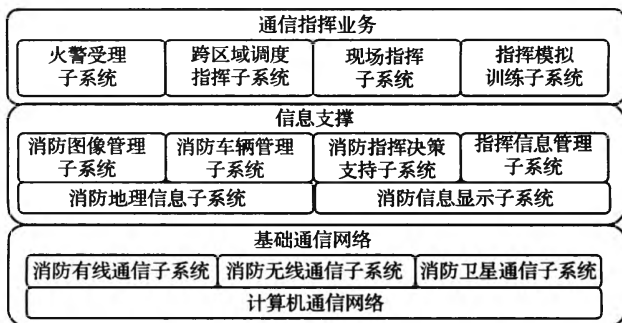 通信指挥业务
火警受理 跨区域调度 现场指挥 指挥模拟
子系统 指挥子系统 子系统 训练子系统
信息支撑
消防图像管理 消防车辆管理 消防指挥决策 指挥信息管理
子系统 子系统 支持子系统 子系统
消防地理信息子系统 消防信息显示子系统
基础通信网络
消防有线通信子系统 消防无线通信子系统 消防卫星通信子系统
计算机通信网络